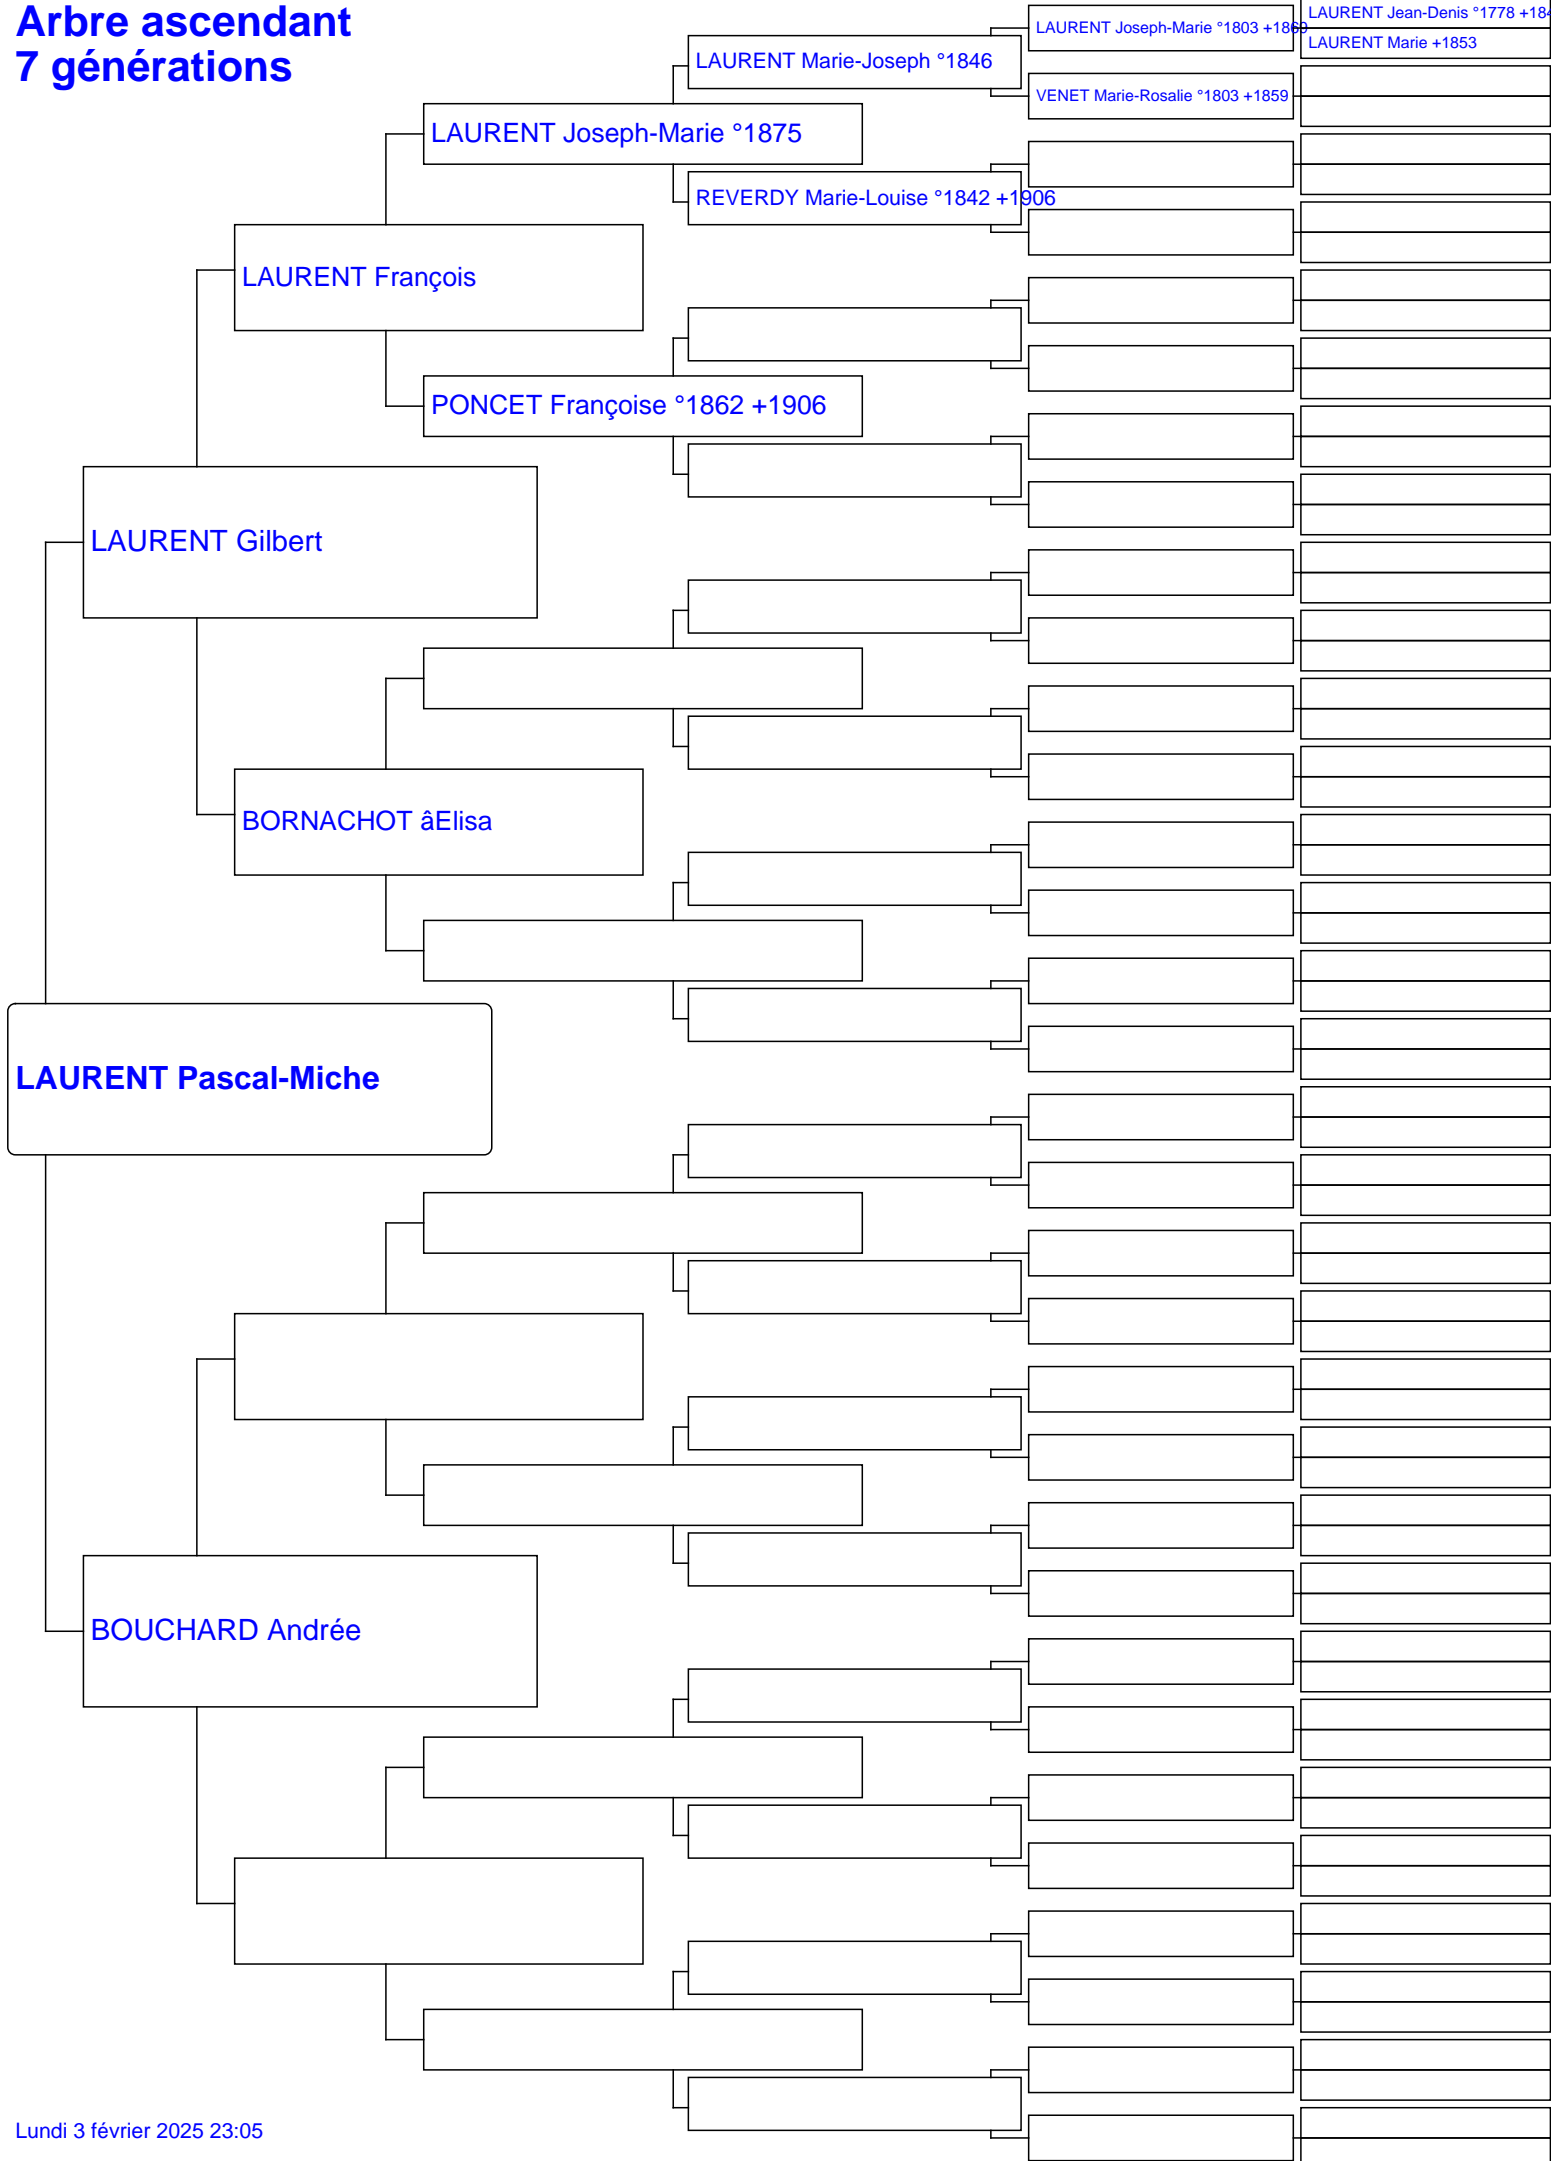 Arbre ascendant
7 générations
LAURENT Jean-Denis °1778 +184
LAURENT Joseph-Marie °1803 +1869
LAURENT Marie +1853
LAURENT Marie-Joseph °1846
VENET Marie-Rosalie °1803 +1859
LAURENT Joseph-Marie °1875
REVERDY Marie-Louise °1842 +1906
LAURENT François
PONCET Françoise °1862 +1906
LAURENT Gilbert
BORNACHOT âElisa
LAURENT Pascal-Miche
BOUCHARD Andrée
Lundi 3 février 2025 23:05